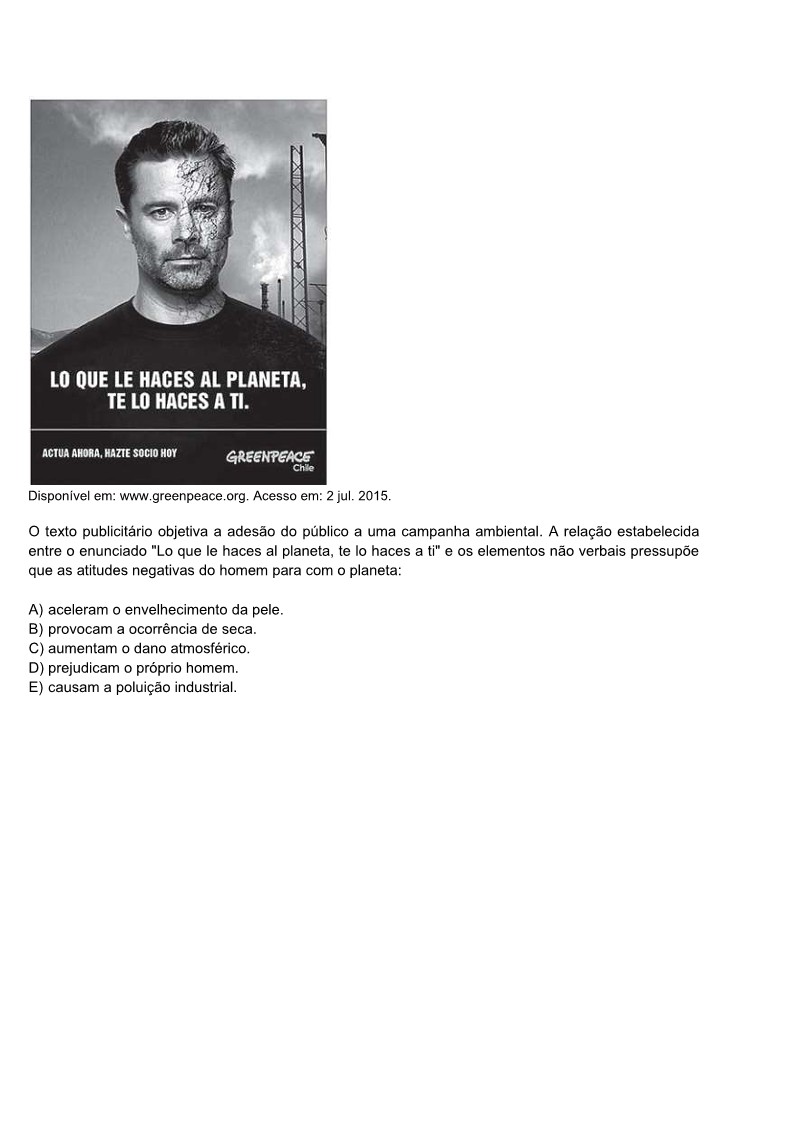 LO QUE LE HACES AL PLANETA,
TE LO HACES A TI.
ACTUA AHORA, HAZTE SOCIO HOY
GREENPEACE
Chile
Disponível em: www.greenpeace.org. Acesso em: 2 jul. 2015.
O texto publicitário objetiva a adesão do público a uma campanha ambiental. A relação estabelecida
entre o enunciado "Lo que le haces al planeta, te lo haces a ti" e os elementos não verbais pressupõe
que as atitudes negativas do homem para com o planeta:
A) aceleram o envelhecimento da pele.
B) provocam a ocorrência de seca.
C) aumentam o dano atmosférico.
D) prejudicam o próprio homem.
E) causam a poluição industrial.